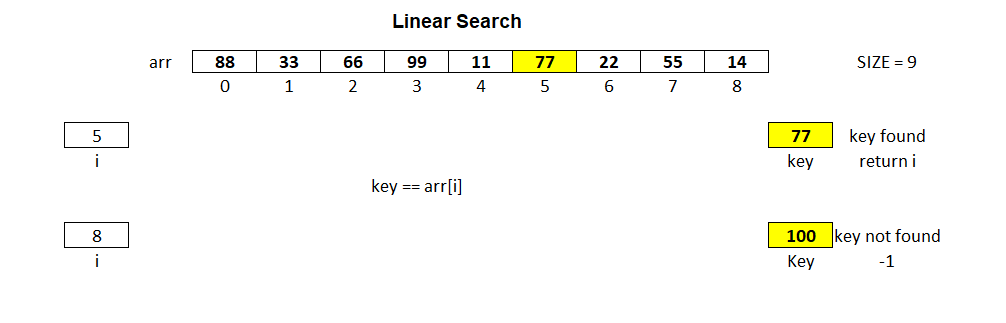 Linear Search
arr 88 33 66 99 11 77 22 55 14 SIZE = 9
0 1 2 3 4 5 6 7 8
5 77 key found
i key return i
key == arr[i]
8 100 key not found
i Key -1